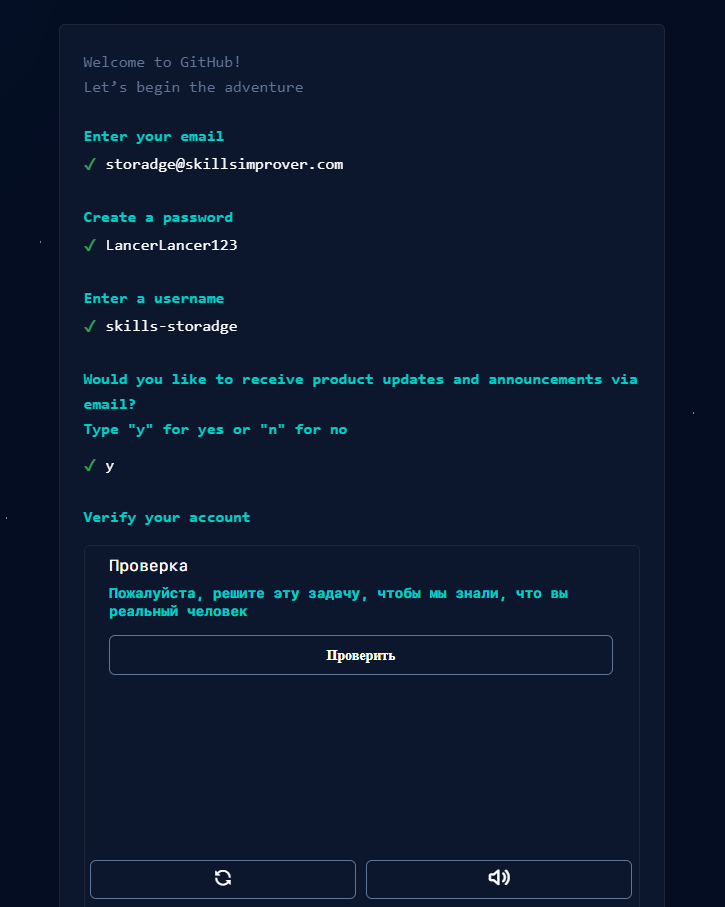 Welcome to GitHub!
Let’s begin the adventure
Enter your email
✓ storadge@skillsimprover.com
Create a password
✓ LancerLancer123
Enter a username
✓ skills-storadge
Would you like to receive product updates and announcements via
email?
Type "y" for yes or "n" for no
✓ y
Verify your account
Проверка
Пожалуйста, решите эту задачу, чтобы мы знали, что вы
реальный человек
Проверить